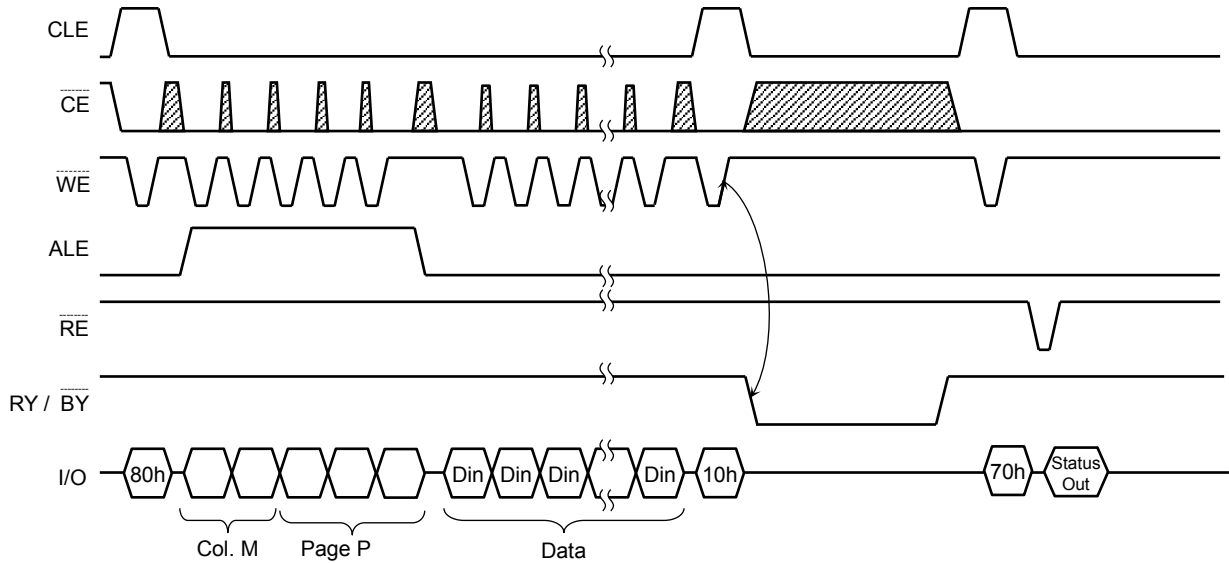 CLE
CE
WE
ALE
RE
RY / BY
I/O
80h
Din
Din
Din
Din
10h
70h
Status
Out
Col. M
Page P
Data